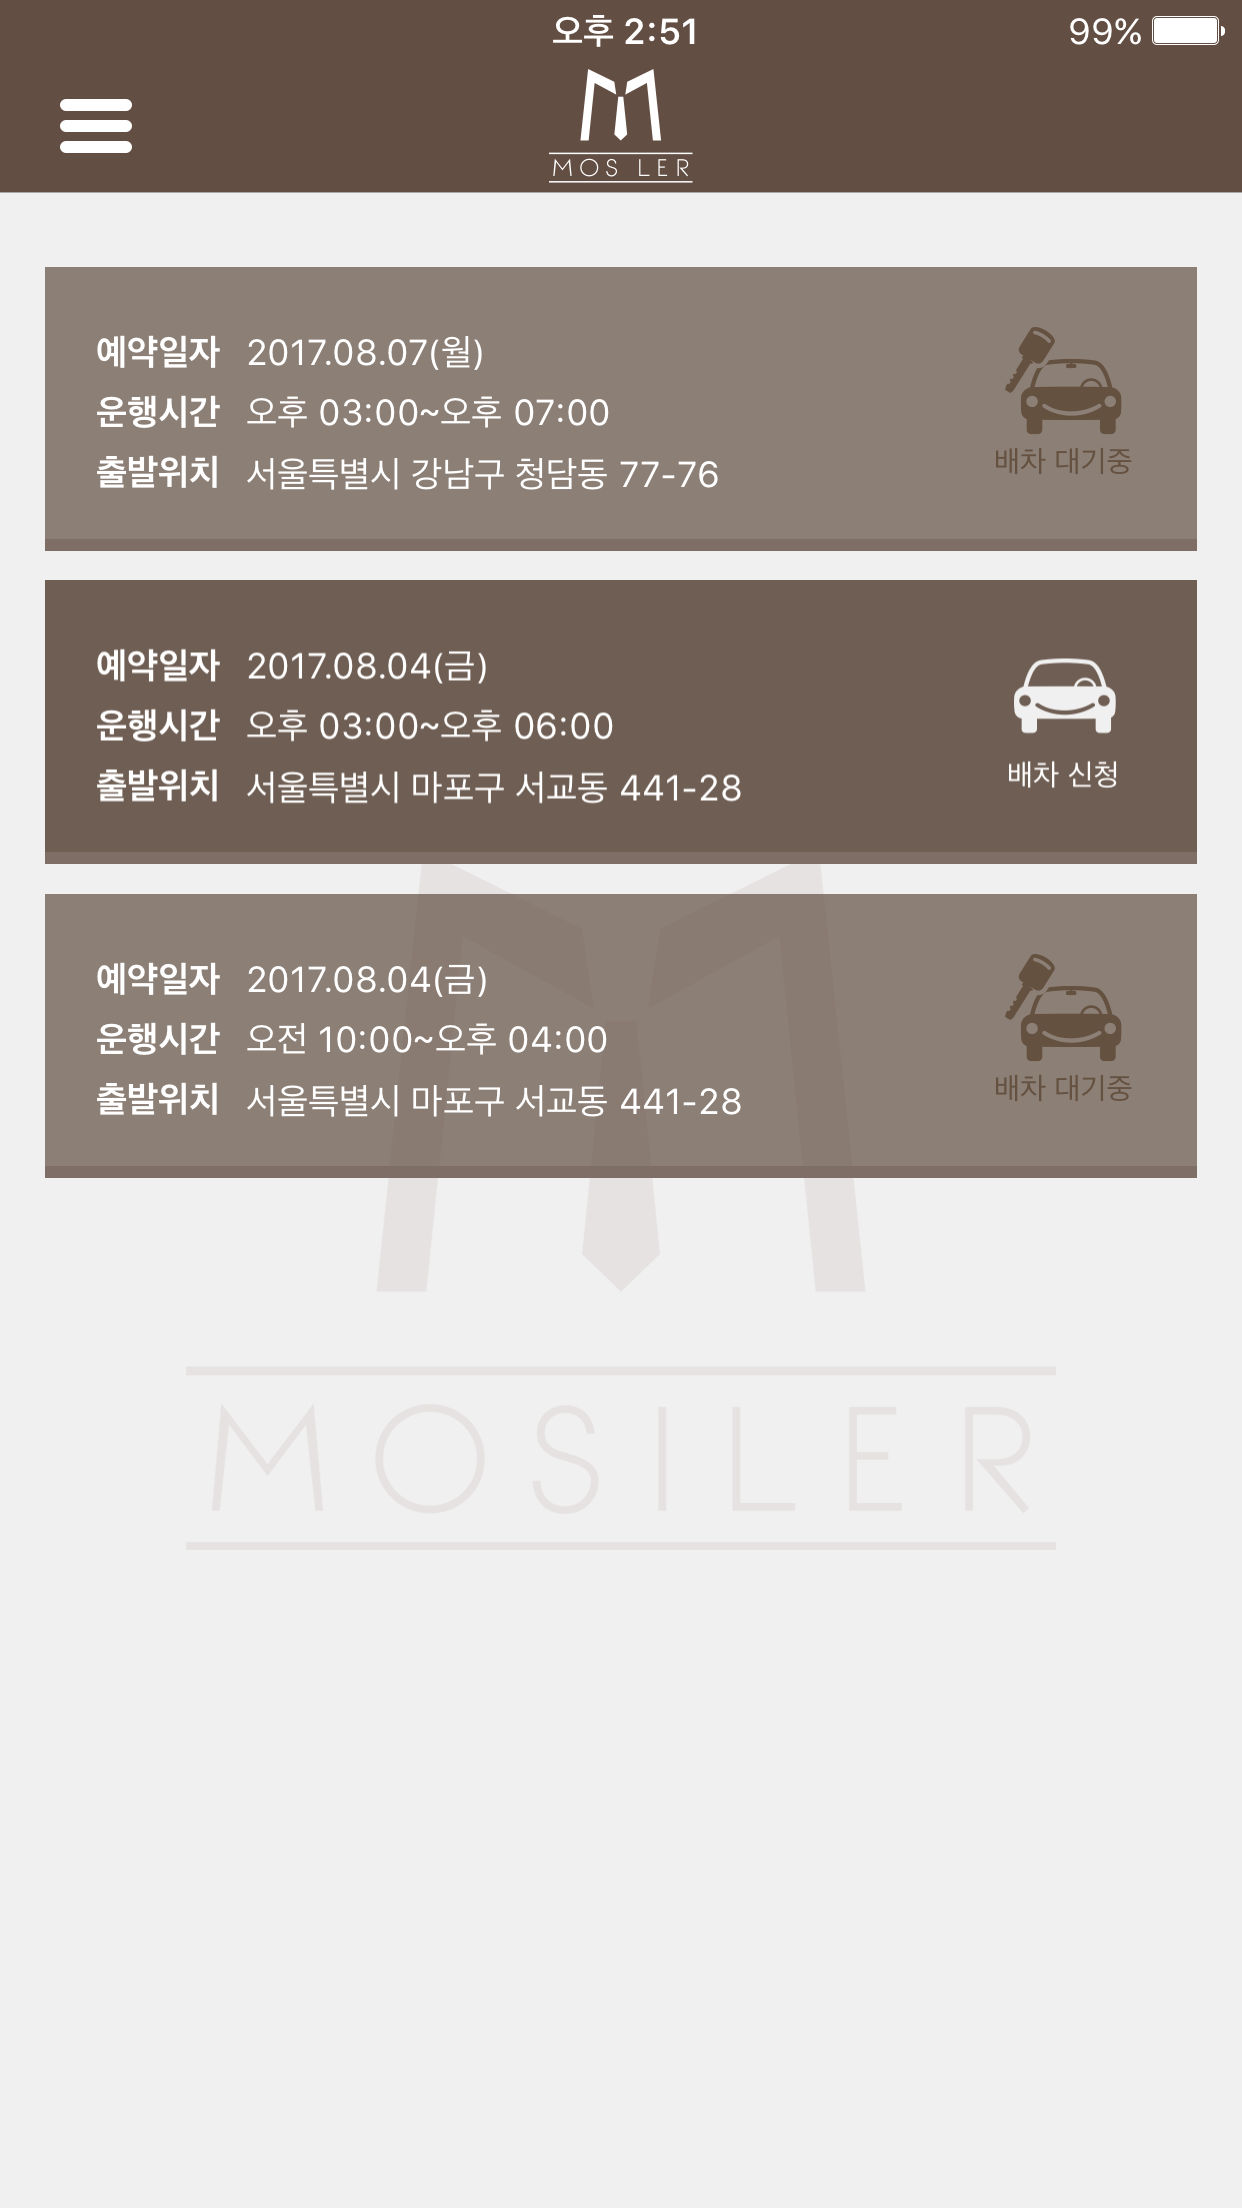 오후 2:51
99%
MOS LER
예약일자 2017.08.07(월)
운행시간 오후 03:00~오후 07:00
출발위치 서울특별시 강남구 청담동 77-76
배차 대기중
예약일자 2017.08.04(금)
운행시간 오후 03:00~오후 06:00
출발위치 서울특별시 마포구 서교동 441-28
배차 신청
예약일자 2017.08.04(금)
운행시간 오전 10:00~오후 04:00
출발위치 서울특별시 마포구 서교동 441-28
배차 대기중
MOSILER